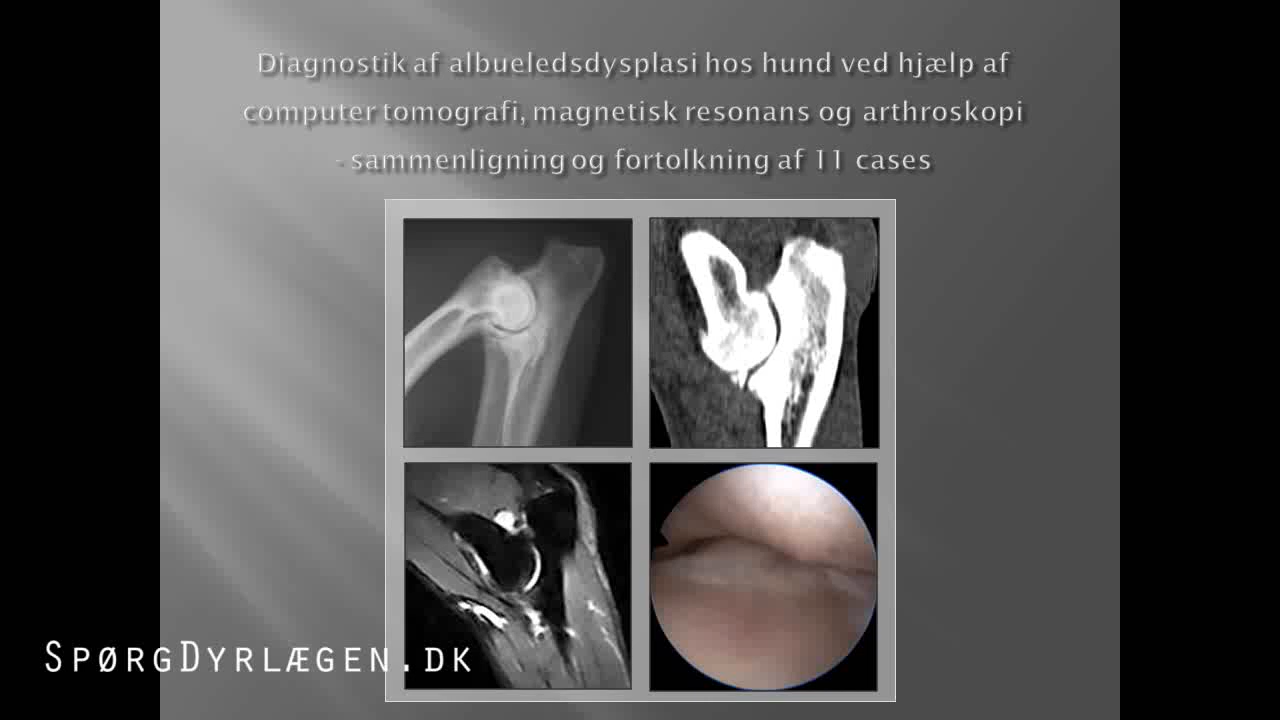 Diagnostik af albueledsdysplasi hos hund ved hjælp af
computer tomografi, magnetisk resonans og arthroskopi
- sammenligning og fortolkning af 11 cases
SpørgDyrlægen.dk